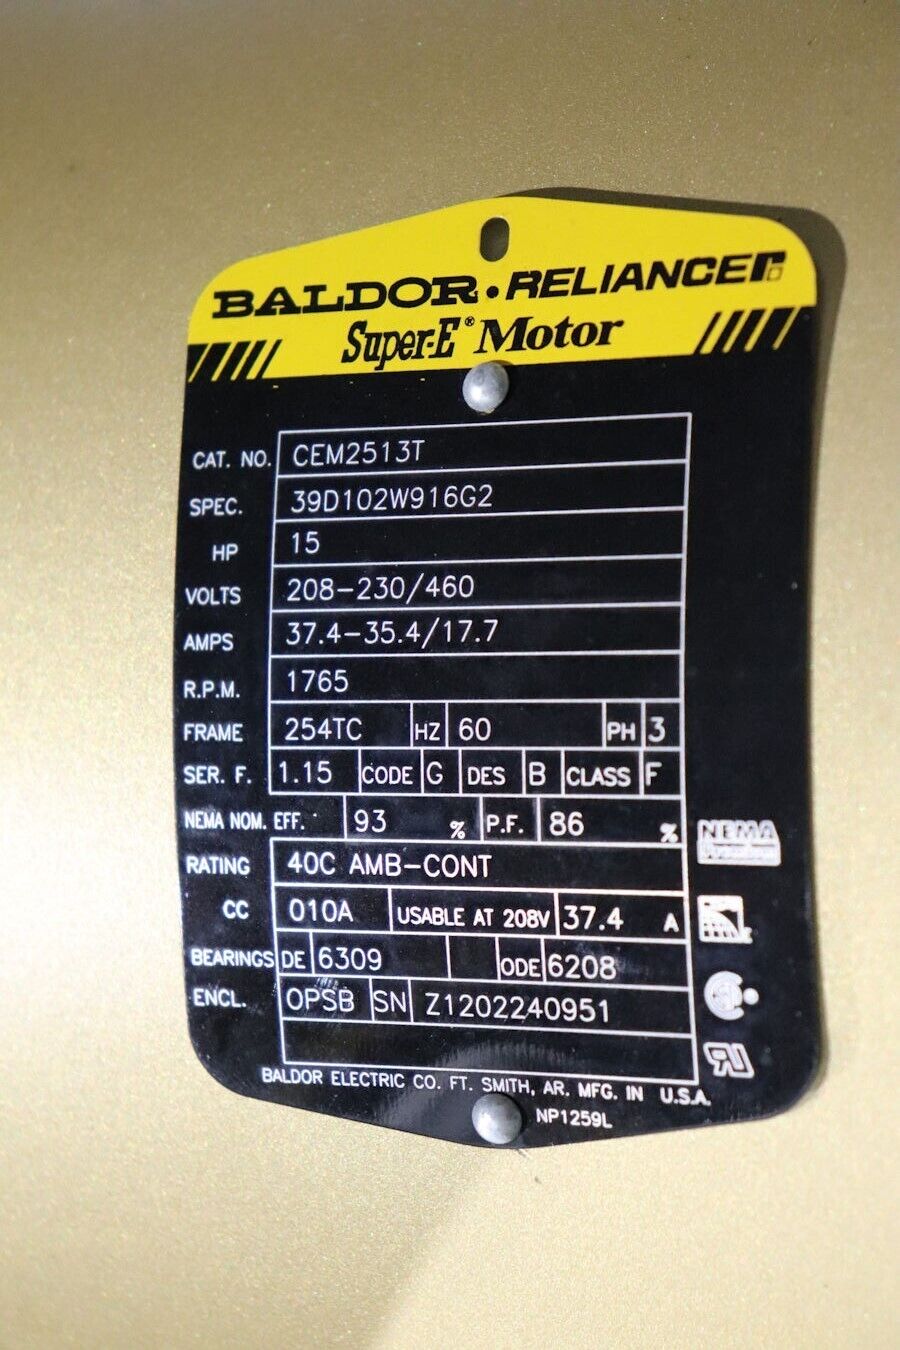 BALDOR • RELIANCER
Super-E® Motor
CAT. NO. CEM2513T
SPEC. 39D102W916G2
HP 15
VOLTS 208-230/460
AMPS 37.4-35.4/17.7
R.P.M. 1765
FRAME 254TC HZ 60 PH 3
SER. F. 1.15 CODE G DES B CLASS F
NEMA NOM. EFF. 93 % P.F. 86 %
RATING 40C AMB-CONT
CC 010A USABLE AT 208V 37.4 A
BEARINGS DE 6309 ODE 6208
ENCL. OPSB SN Z1202240951
NEMA
Premium
BALDOR ELECTRIC CO. FT. SMITH, AR. MFG. IN U.S.A.
NP1259L